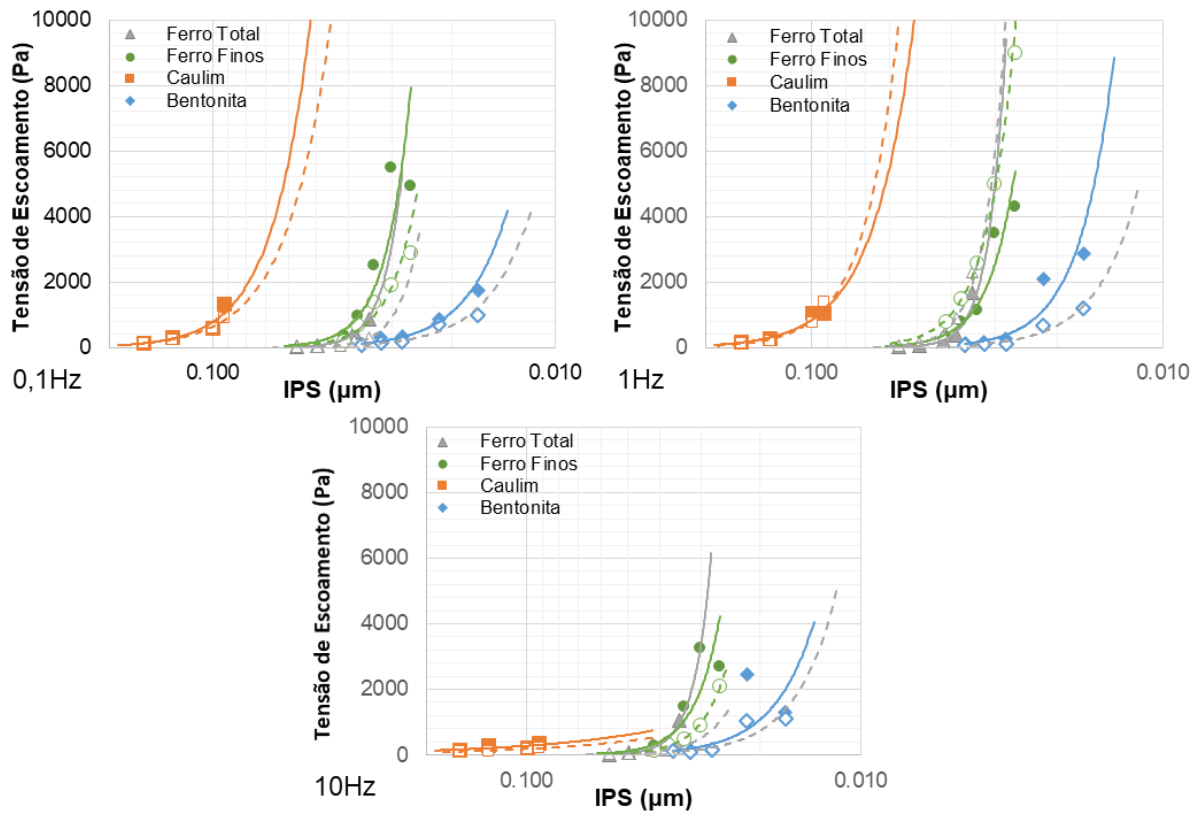 10000
8000
6000
4000
2000
0
Tensão de Escoamento (Pa)
Ferro Total
Ferro Finos
Caulim
Bentonita
0.100
0.010
IPS (µm)
0,1Hz
10000
8000
6000
4000
2000
0
Tensão de Escoamento (Pa)
Ferro Total
Ferro Finos
Caulim
Bentonita
0.100
0.010
IPS (µm)
1Hz
10000
8000
6000
4000
2000
0
Tensão de Escoamento (Pa)
Ferro Total
Ferro Finos
Caulim
Bentonita
0.100
0.010
IPS (µm)
10Hz